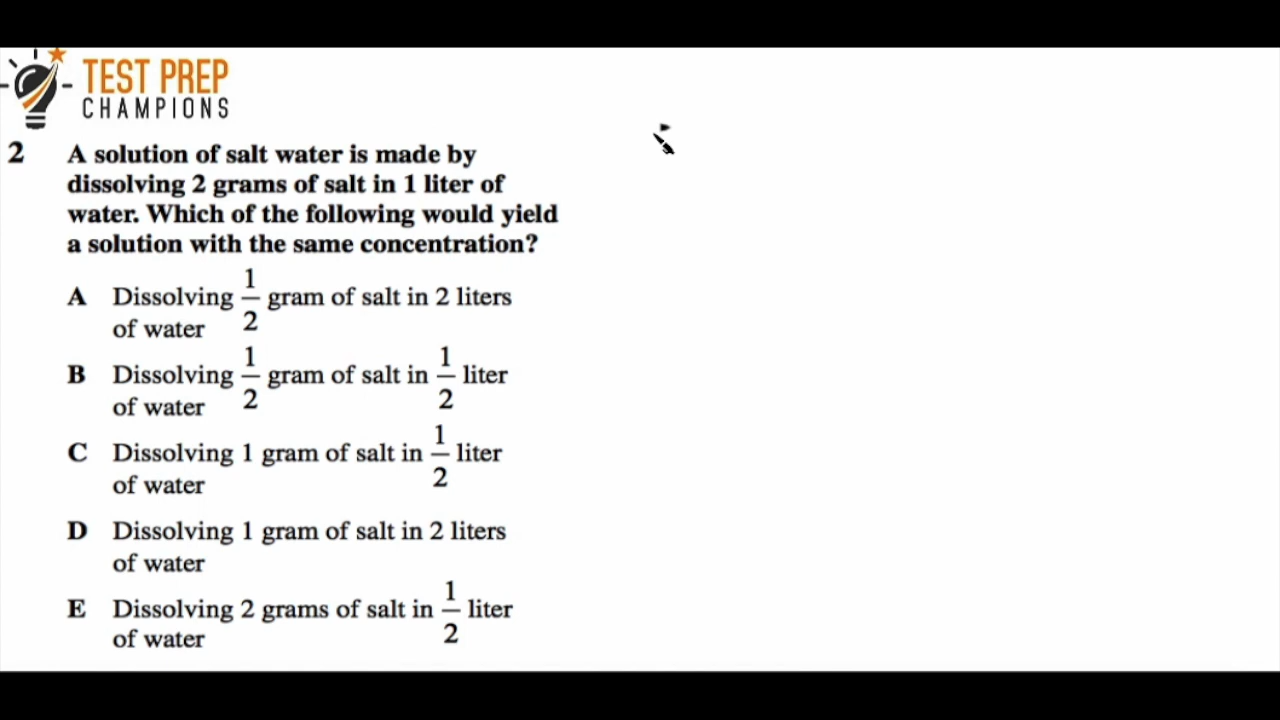 TEST PREP
CHAMPIONS
2 A solution of salt water is made by
dissolving 2 grams of salt in 1 liter of
water. Which of the following would yield
a solution with the same concentration?
A Dissolving 1/2 gram of salt in 2 liters
of water
B Dissolving 1/2 gram of salt in 1/2 liter
of water
C Dissolving 1 gram of salt in 1/2 liter
of water
D Dissolving 1 gram of salt in 2 liters
of water
E Dissolving 2 grams of salt in 1/2 liter
of water